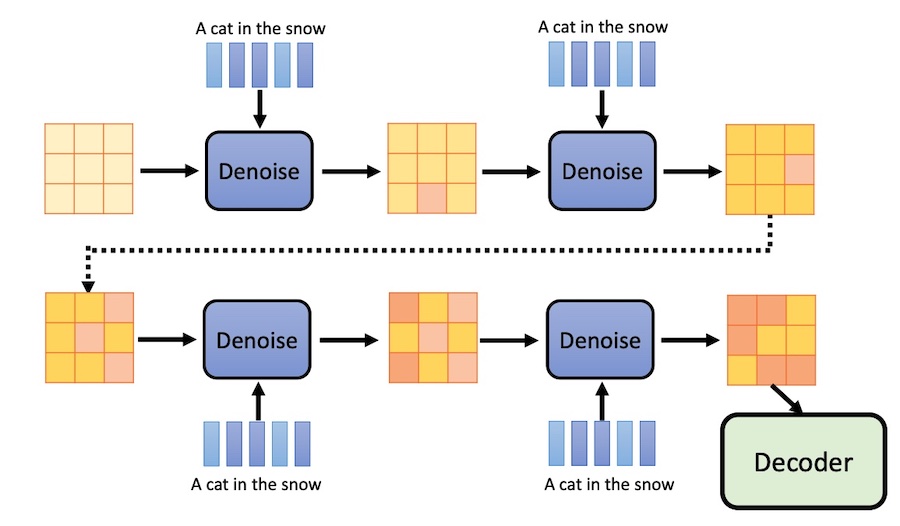 A cat in the snow
A cat in the snow
Denoise
Denoise
Denoise
Denoise
A cat in the snow
A cat in the snow
Decoder